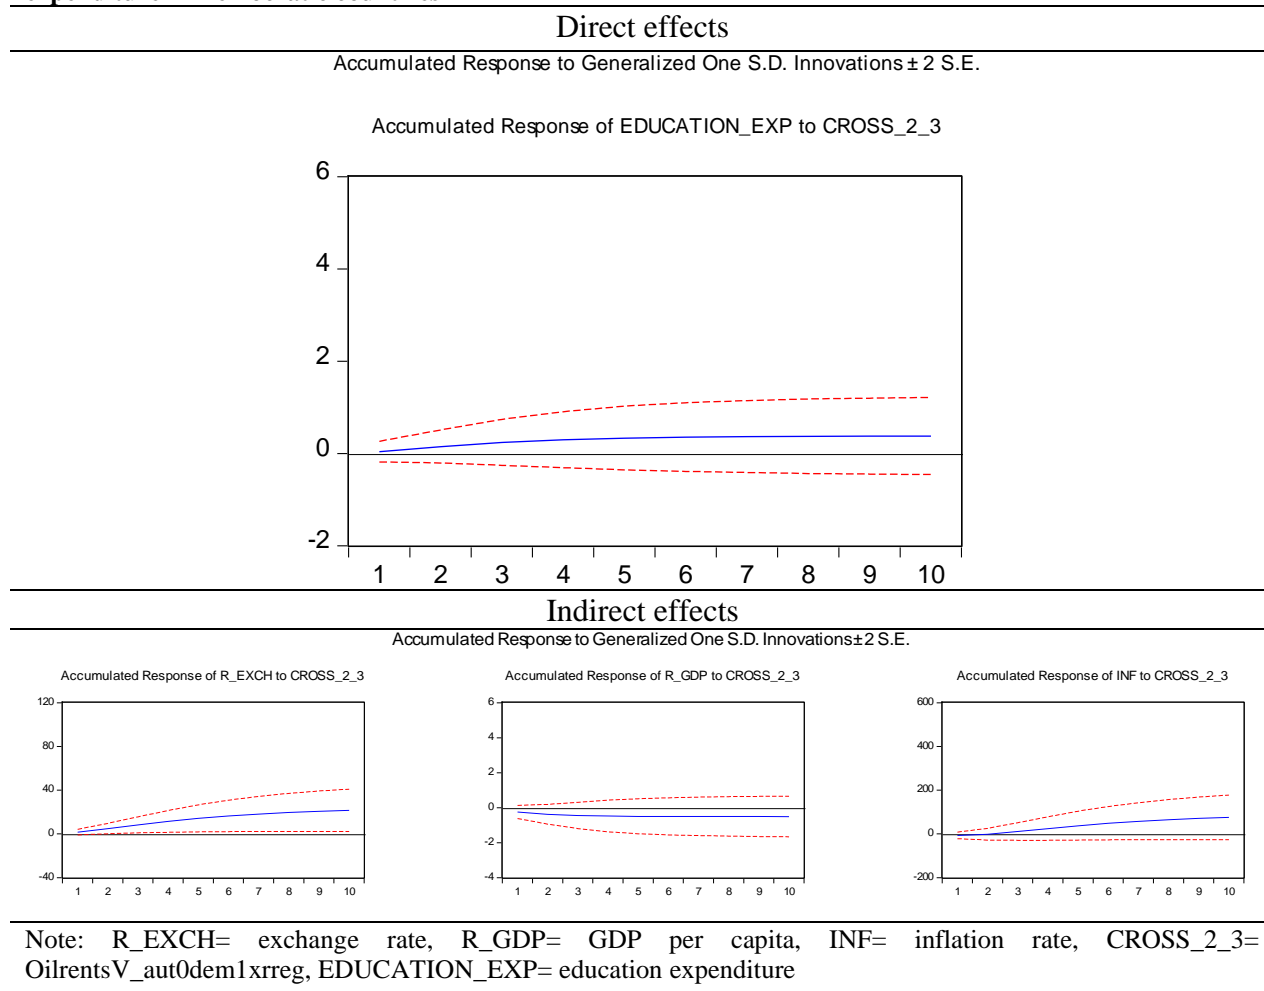 Direct effects
Accumulated Response to Generalized One S.D. Innovations ± 2 S.E.
Accumulated Response of EDUCATION_EXP to CROSS_2_3
6
4
2
0
-2
1 2 3 4 5 6 7 8 9 10
Indirect effects
Accumulated Response to Generalized One S.D. Innovations ± 2 S.E.
Accumulated Response of R_EXCH to CROSS_2_3
120
80
40
0
-40
1 2 3 4 5 6 7 8 9 10
Accumulated Response of R_GDP to CROSS_2_3
6
4
2
0
-2
-4
1 2 3 4 5 6 7 8 9 10
Accumulated Response of INF to CROSS_2_3
600
400
200
0
-200
1 2 3 4 5 6 7 8 9 10
Note: R_EXCH= exchange rate, R_GDP= GDP per capita, INF= inflation rate, CROSS_2_3=
OilrentsV_aut0dem1xrreg, EDUCATION_EXP= education expenditure